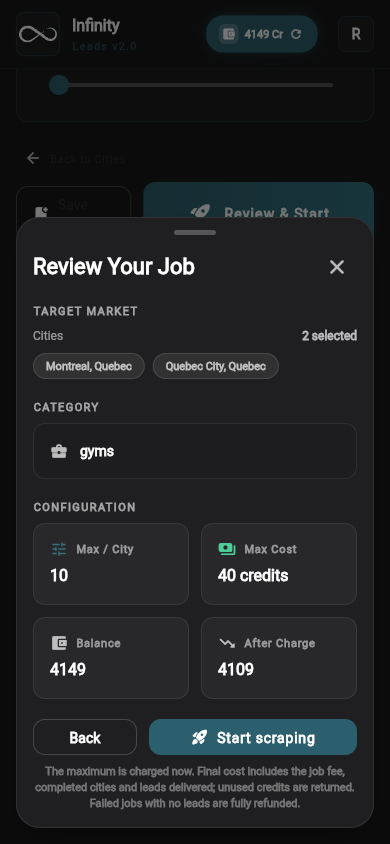 Infinity
Leads v2.0
4149 Cr
R
Back to Cities
Save
Review & Start
Review Your Job
TARGET MARKET
Cities
2 selected
Montreal, Quebec
Quebec City, Quebec
CATEGORY
gyms
CONFIGURATION
Max / City
10
Max Cost
40 credits
Balance
4149
After Charge
4109
Back
Start scraping
The maximum is charged now. Final cost includes the job fee,
completed cities and leads delivered; unused credits are returned.
Failed jobs with no leads are fully refunded.